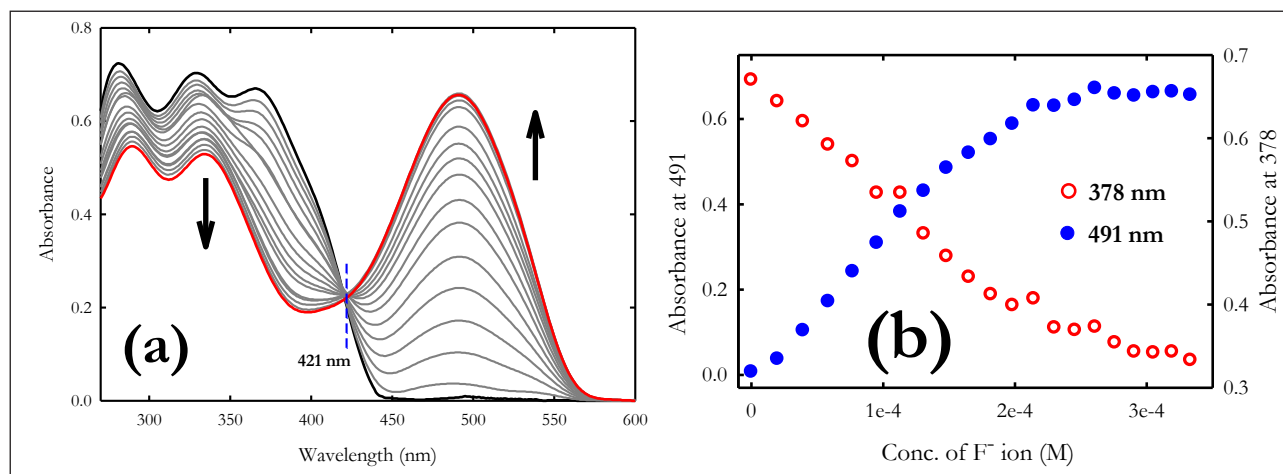 0.8
0.6
0.4
0.2
0.0
Absorbance
300
350
400
450
500
550
600
Wavelength (nm)
(a)
421 nm
0.6
0.4
0.2
0.0
Absorbance at 491
0.7
0.6
0.5
0.4
0.3
Absorbance at 378
0
1e-4
2e-4
3e-4
Conc. of F⁻ ion (M)
378 nm
491 nm
(b)